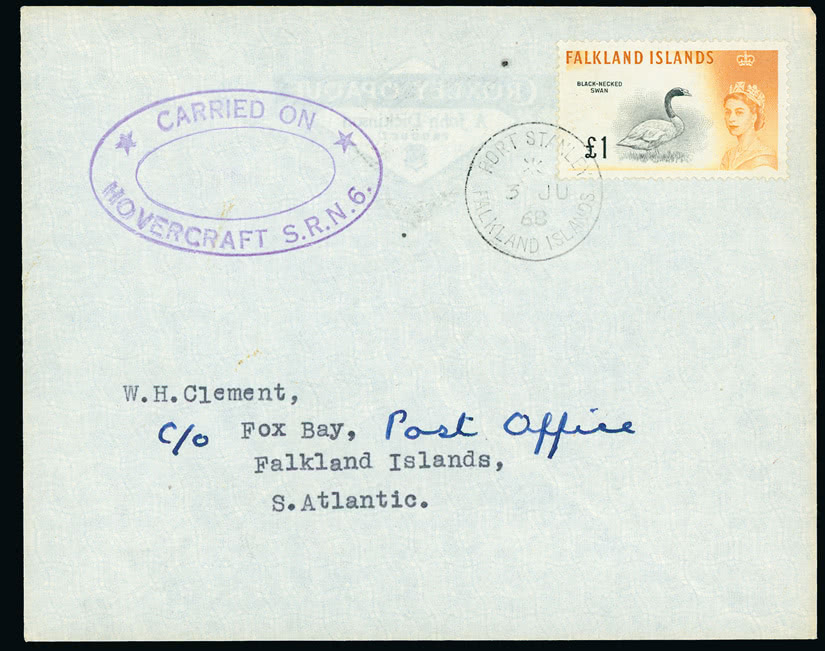 FALKLAND ISLANDS
BLACK-NECKED
SWAN
£1
CARRIED ON
HOVERCRAFT S.R.N.6.
PORT STANLEY
3 JU
68
FALKLAND ISLANDS
W.H.Clement,
c/o Fox Bay, Post Office
Falkland Islands,
S.Atlantic.